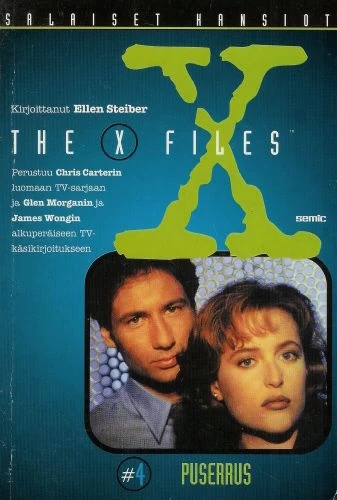 SALAISET KANSIOT
X
Kirjoittanut Ellen Steiber
THE X FILES™
Perustuu Chris Carterin
luomaan TV-sarjaan
ja Glen Morganin ja
James Wongin
alkuperäiseen TV-
käsikirjoitukseen
semic
#4 PUSERRUS